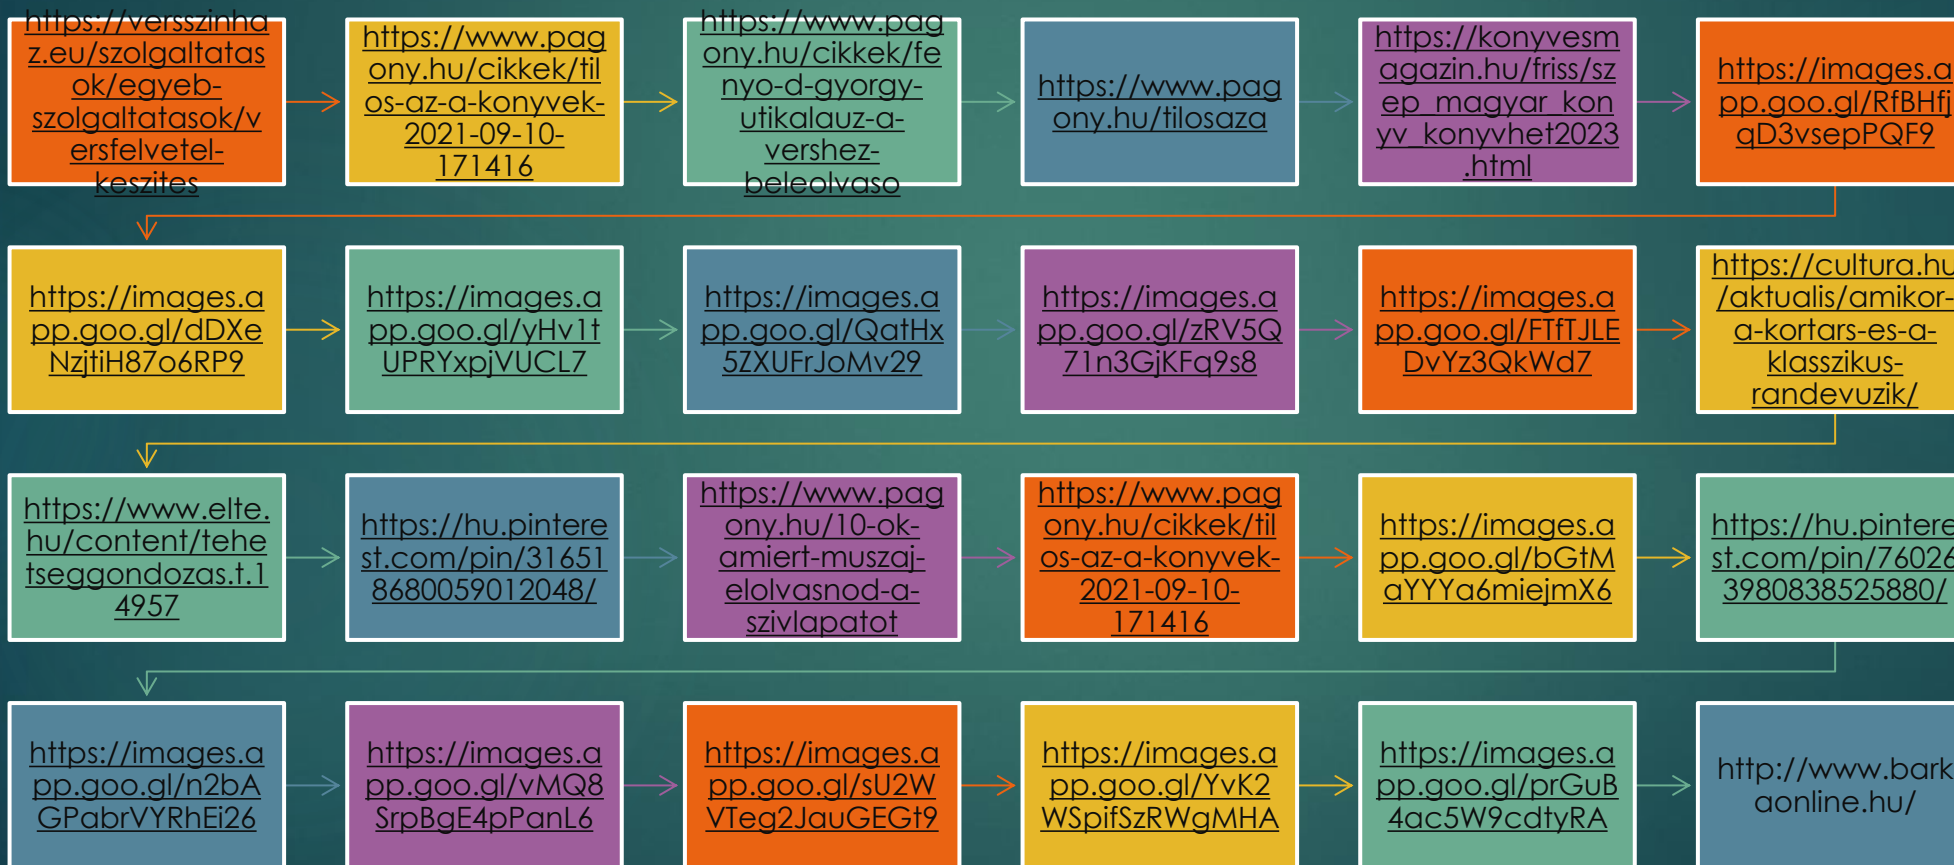 https://versszinha
z.eu/szolgaltatas
ok/egyeb-
szolgaltatasok/v
ersfelvetel-
keszites
https://www.pag
ony.hu/cikkek/til
os-az-a-konyvek-
2021-09-10-
171416
https://www.pag
ony.hu/cikkek/fe
nyo-d-gyorgy-
utikalauz-a-
vershez-
beleolvaso
https://www.pag
ony.hu/tilosaza
https://konyvesm
agazin.hu/friss/sz
ep_magyar_kon
yv_konyvhet2023
.html
https://images.a
pp.goo.gl/RfBHfj
qD3vsepPQF9
https://images.a
pp.goo.gl/dDXe
NzjtiH87o6RP9
https://images.a
pp.goo.gl/yHv1t
UPRYxpjVUCL7
https://images.a
pp.goo.gl/QatHx
5ZXUFrJoMv29
https://images.a
pp.goo.gl/zRV5Q
71n3GjKFq9s8
https://images.a
pp.goo.gl/FTfTJLE
DvYz3QkWd7
https://cultura.hu
/aktualis/amikor-
a-kortars-es-a-
klasszikus-
randevuzik/
https://www.elte.
hu/content/tehe
tseggondozas.t.1
4957
https://hu.pintere
st.com/pin/31651
8680059012048/
https://www.pag
ony.hu/10-ok-
amiert-muszaj-
elolvasnod-a-
szivlapatot
https://www.pag
ony.hu/cikkek/til
os-az-a-konyvek-
2021-09-10-
171416
https://images.a
pp.goo.gl/bGtM
aYYYa6miejmX6
https://hu.pintere
st.com/pin/76026
3980838525880/
https://images.a
pp.goo.gl/n2bA
GPabrVYRhEi26
https://images.a
pp.goo.gl/vMQ8
SrpBgE4pPanL6
https://images.a
pp.goo.gl/sU2W
VTeg2JauGEGt9
https://images.a
pp.goo.gl/YvK2
WSpifSzRWgMHA
https://images.a
pp.goo.gl/prGuB
4ac5W9cdtyRA
http://www.bark
aonline.hu/